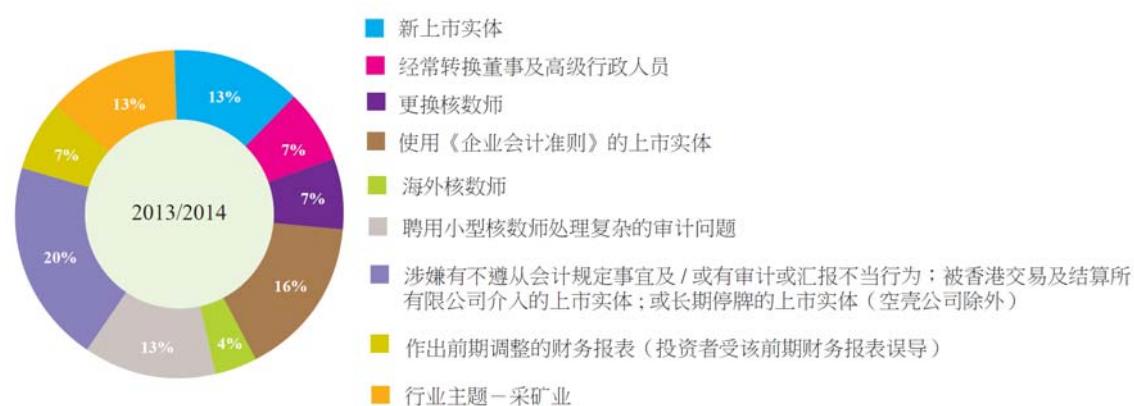 新上市实体
经常转换董事及高级行政人员
更换核数师
使用《企业会计准则》的上市实体
海外核数师
聘用小型核数师处理复杂的审计问题
涉嫌有不遵从会计规定事宜及 / 或有审计或汇报不当行为；被香港交易及结算所
有限公司介入的上市实体；或长期停牌的上市实体（空壳公司除外）
作出前期调整的财务报表（投资者受该前期财务报表误导）
行业主题－采矿业
13%
13%
7%
7%
7%
2013/2014
20%
16%
13%
4%